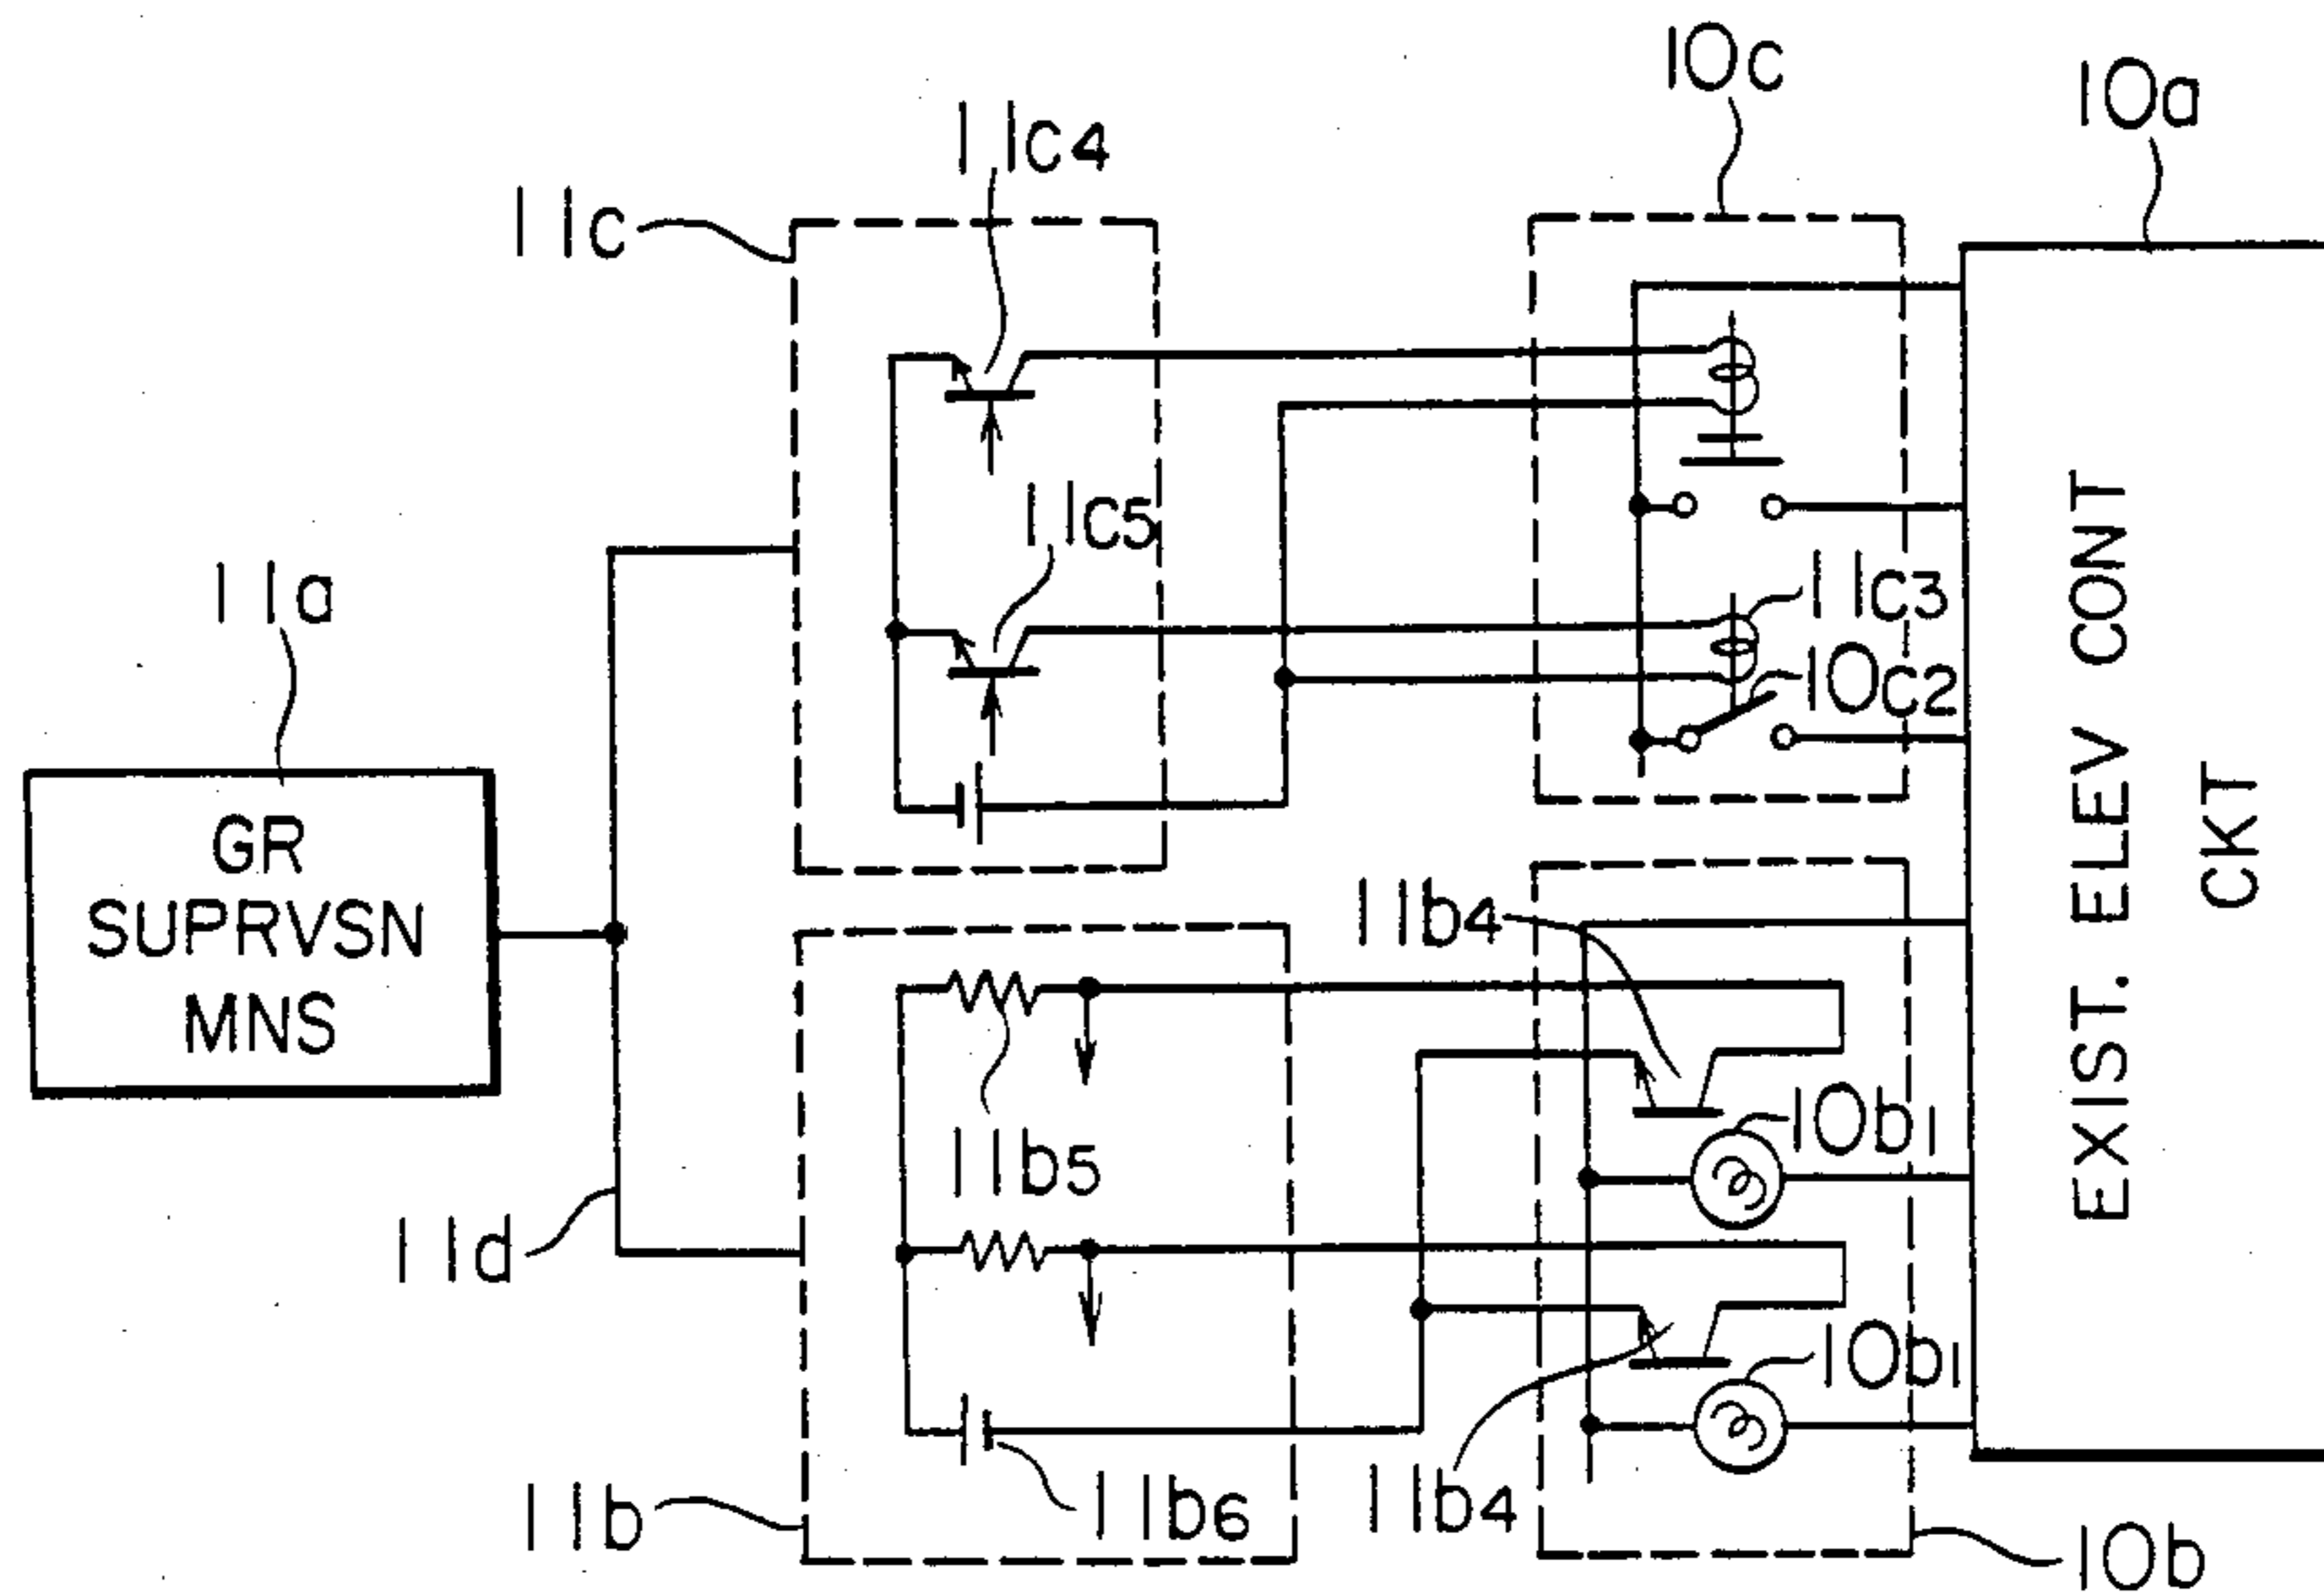 10c
10a
11c4
11c
11c5
11a
11c3
10c2
GR
SUPRVSN
MNS
EXIST. ELEV CONT
CKT
11b4
10b1
11b5
11d
10b1
11b6
11b4
11b
10b